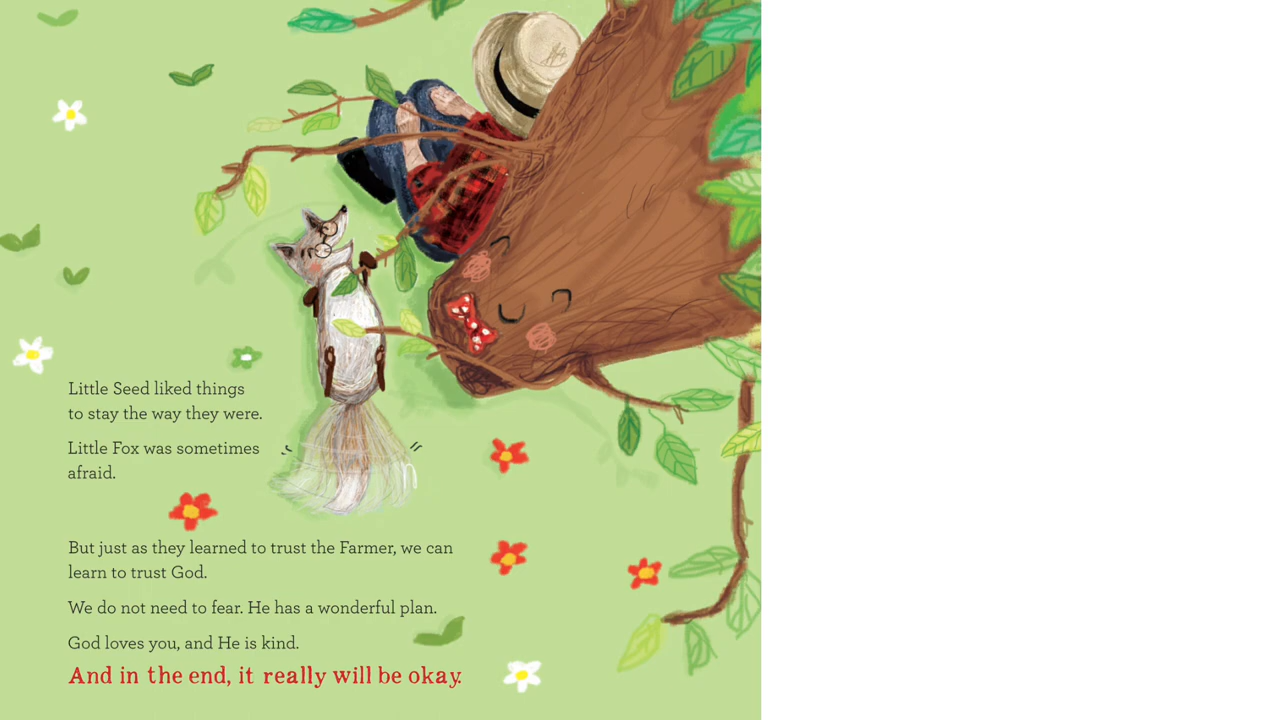 Little Seed liked things
to stay the way they were.
Little Fox was sometimes
afraid.
But just as they learned to trust the Farmer, we can
learn to trust God.
We do not need to fear. He has a wonderful plan.
God loves you, and He is kind.
And in the end, it really will be okay.